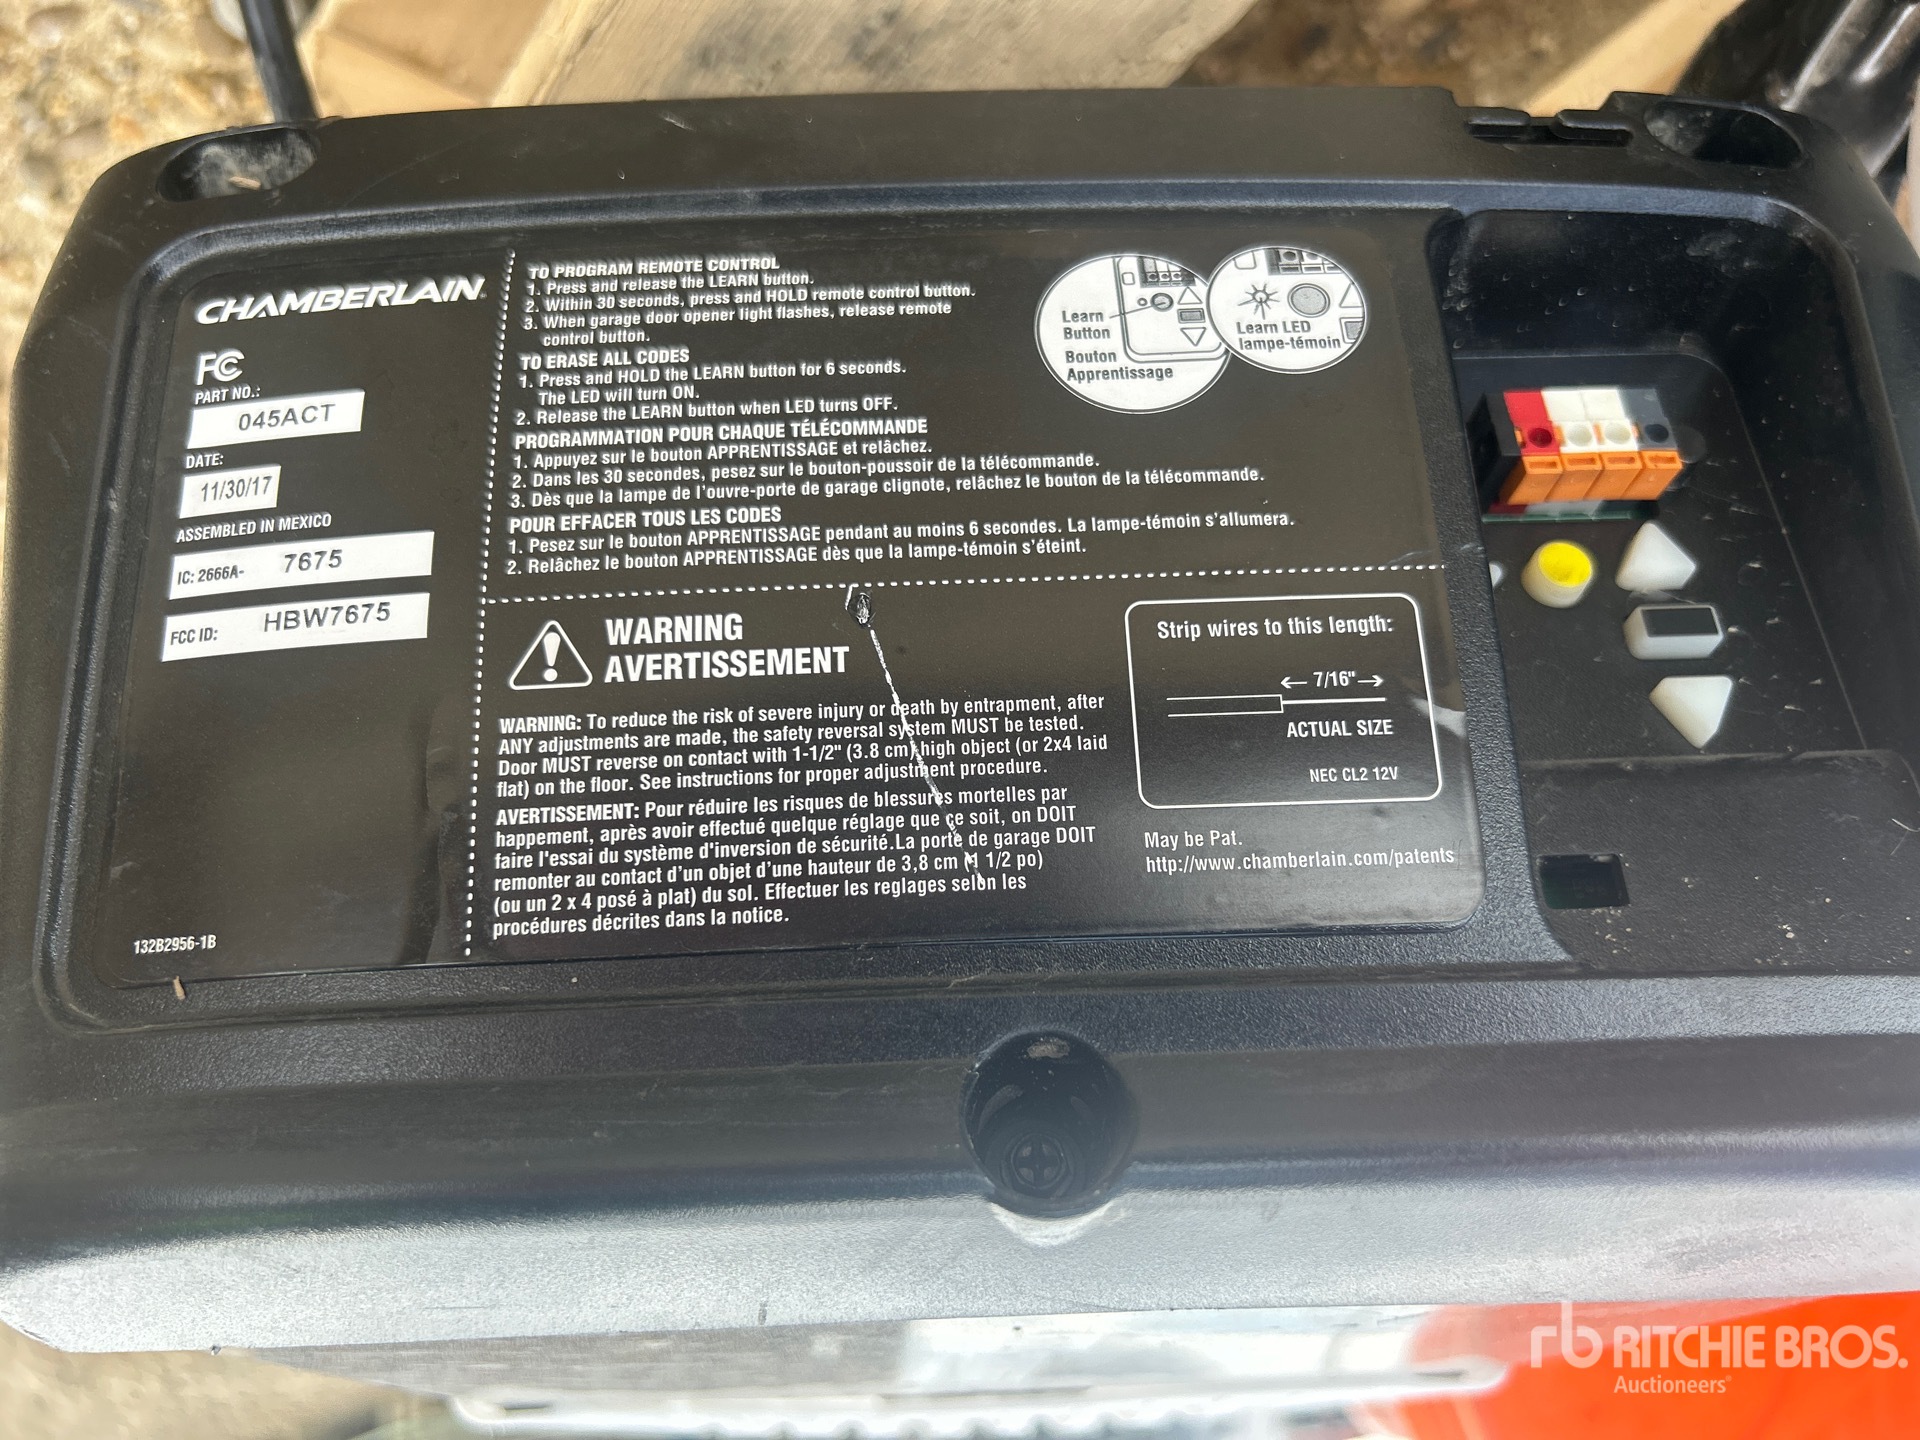 CHAMBERLAIN
FC
PART NO.:
045ACT
DATE:
11/30/17
ASSEMBLED IN MEXICO
IC: 2666A- 7675
FCC ID: HBW7675
132B2956-1B
TO PROGRAM REMOTE CONTROL
1. Press and release the LEARN button.
2. Within 30 seconds, press and HOLD remote control button.
3. When garage door opener light flashes, release remote
control button.
TO ERASE ALL CODES
1. Press and HOLD the LEARN button for 6 seconds.
The LED will turn ON.
2. Release the LEARN button when LED turns OFF.
PROGRAMMATION POUR CHAQUE TÉLÉCOMMANDE
1. Appuyez sur le bouton APPRENTISSAGE et relâchez.
2. Dans les 30 secondes, pesez sur le bouton-poussoir de la télécommande.
3. Dès que la lampe de l'ouvre-porte de garage clignote, relâchez le bouton de la télécommande.
POUR EFFACER TOUS LES CODES
1. Pesez sur le bouton APPRENTISSAGE pendant au moins 6 secondes. La lampe-témoin s'allumera.
2. Relâchez le bouton APPRENTISSAGE dès que la lampe-témoin s'éteint.
Learn
Button
Bouton
Apprentissage
Learn LED
lampe-témoin
WARNING
AVERTISSEMENT
WARNING: To reduce the risk of severe injury or death by entrapment, after
ANY adjustments are made, the safety reversal system MUST be tested.
Door MUST reverse on contact with 1-1/2" (3.8 cm) high object (or 2x4 laid
flat) on the floor. See instructions for proper adjustment procedure.
AVERTISSEMENT: Pour réduire les risques de blessures mortelles par
happement, après avoir effectué quelque réglage que ce soit, on DOIT
faire l'essai du système d'inversion de sécurité.La porte de garage DOIT
remonter au contact d'un objet d'une hauteur de 3,8 cm (1 1/2 po)
(ou un 2 x 4 posé à plat) du sol. Effectuer les reglages selon les
procédures décrites dans la notice.
Strip wires to this length:
7/16"
ACTUAL SIZE
NEC CL2 12V
May be Pat.
http://www.chamberlain.com/patents
rb RITCHIE BROS.
Auctioneers®